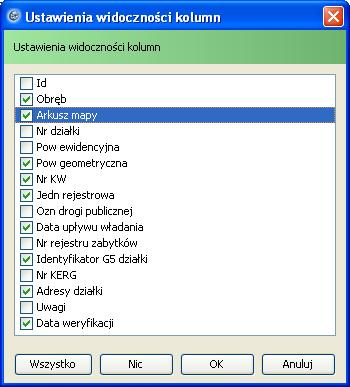 Ustawienia widoczności kolumn
Ustawienia widoczności kolumn
Id
Obręb
Arkusz mapy
Nr działki
Pow ewidencyjna
Pow geometryczna
Nr KW
Jedn rejestrowa
Ozn drogi publicznej
Data upływu władania
Nr rejestru zabytków
Identyfikator G5 działki
Nr KERG
Adresy działki
Uwagi
Data weryfikacji
Wszystko Nic OK Anuluj